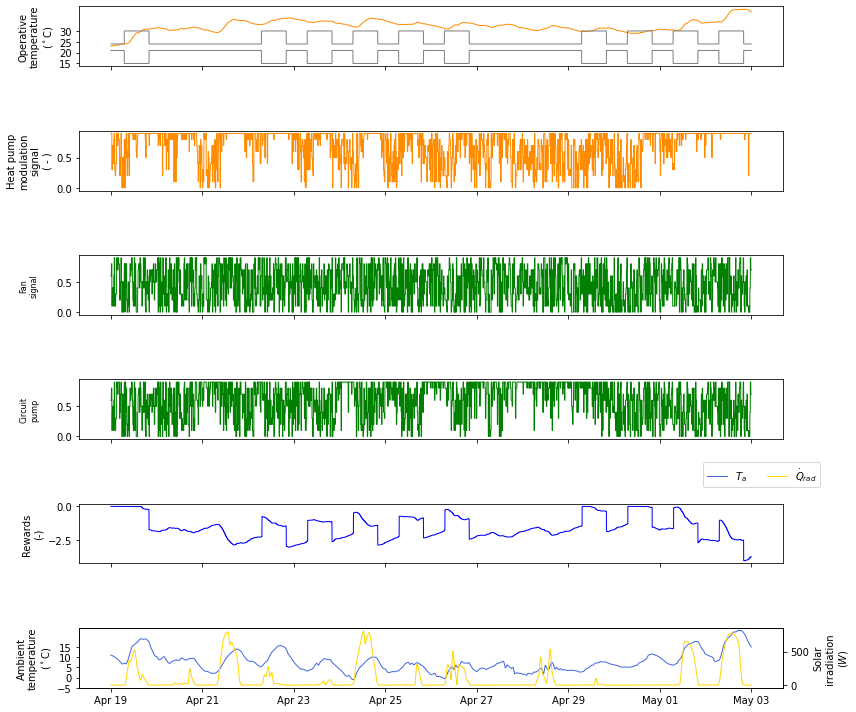 Operative
temperature
( ° C)
30
25
20
15
Heat pump
modulation
signal
( - )
0.5
0.0
Fan
signal
0.5
0.0
Circuit
pump
0.5
0.0
T_a
Q̇_rad
Rewards
(-)
0.0
−2.5
Ambient
temperature
( ° C)
15
10
5
0
−5
Solar
irradiation
(W)
500
0
Apr 19
Apr 21
Apr 23
Apr 25
Apr 27
Apr 29
May 01
May 03